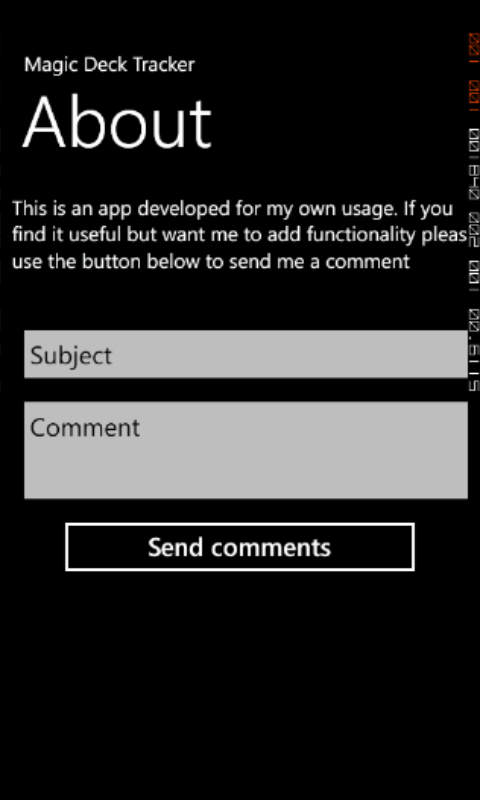 Magic Deck Tracker
About
This is an app developed for my own usage. If you
find it useful but want me to add functionality pleas
use the button below to send me a comment
Subject
Comment
Send comments